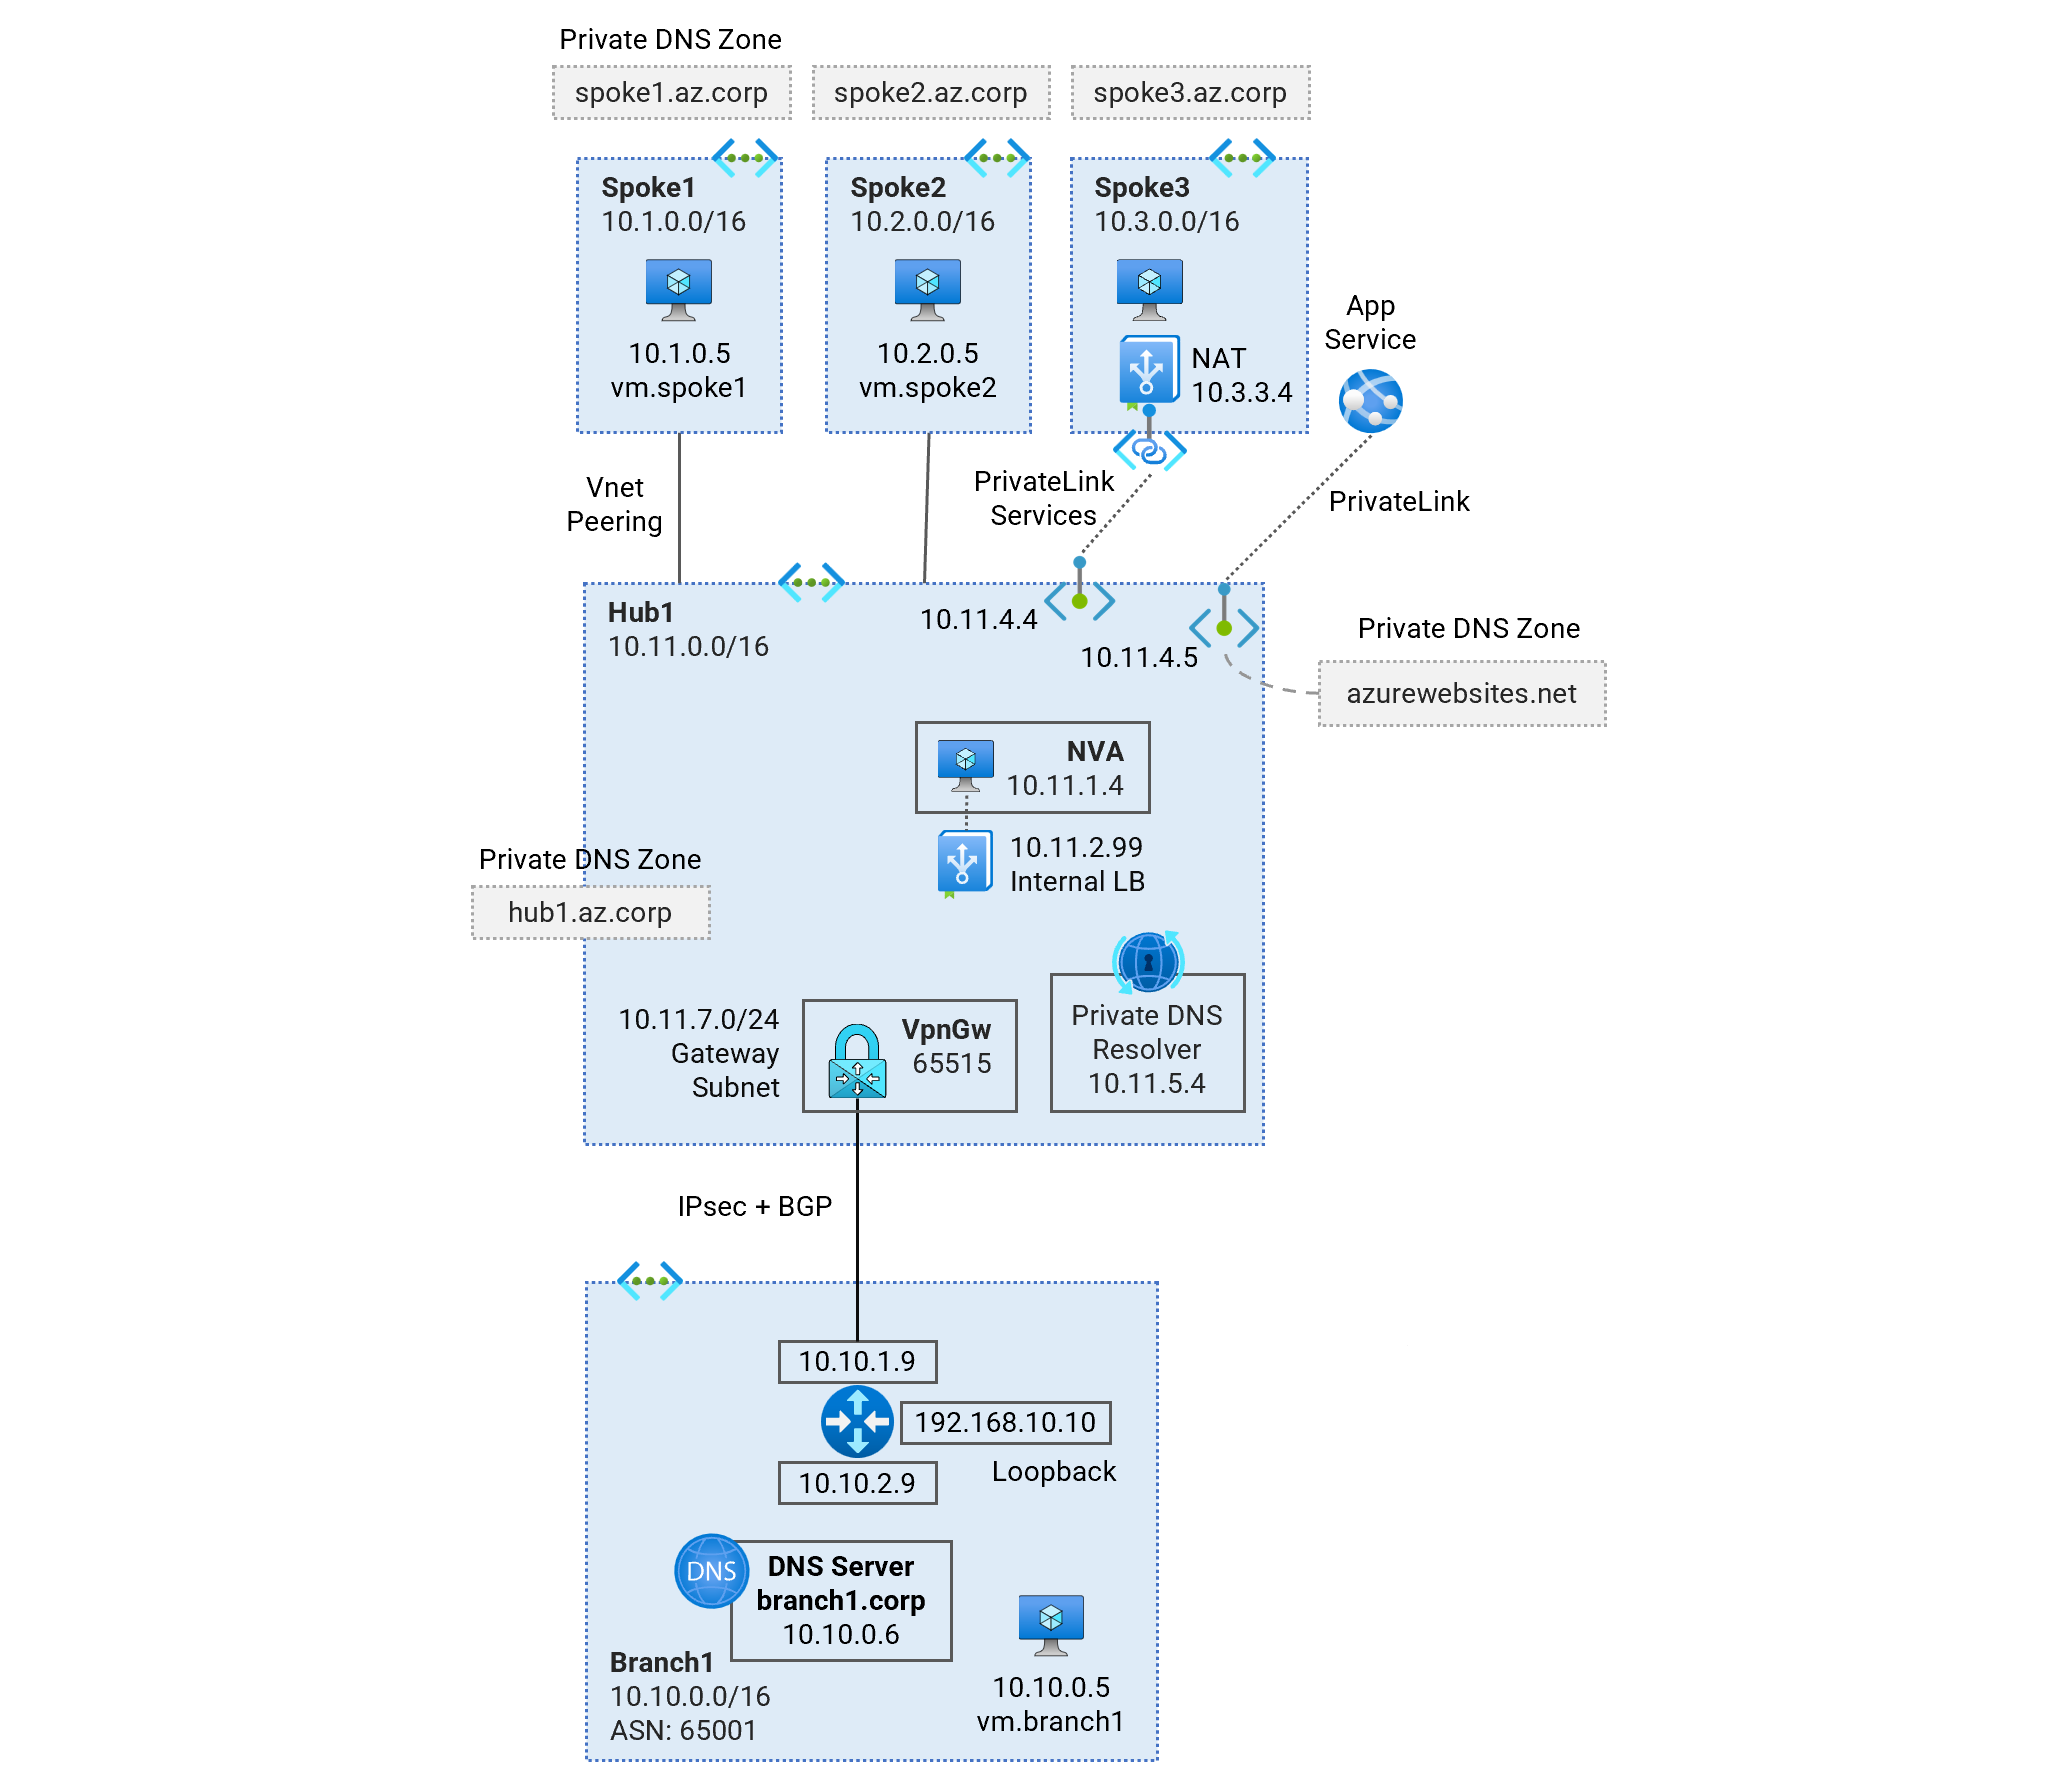 Private DNS Zone
spoke1.az.corp
spoke2.az.corp
spoke3.az.corp
Spoke1
10.1.0.0/16
10.1.0.5
vm.spoke1
Spoke2
10.2.0.0/16
10.2.0.5
vm.spoke2
Spoke3
10.3.0.0/16
NAT
10.3.3.4
App
Service
Vnet
Peering
PrivateLink
Services
PrivateLink
Hub1
10.11.0.0/16
10.11.4.4
10.11.4.5
Private DNS Zone
azurewebsites.net
NVA
10.11.1.4
10.11.2.99
Internal LB
Private DNS Zone
hub1.az.corp
10.11.7.0/24
Gateway
Subnet
VpnGw
65515
Private DNS
Resolver
10.11.5.4
IPsec + BGP
10.10.1.9
192.168.10.10
Loopback
10.10.2.9
DNS
DNS Server
branch1.corp
10.10.0.6
Branch1
10.10.0.0/16
ASN: 65001
10.10.0.5
vm.branch1